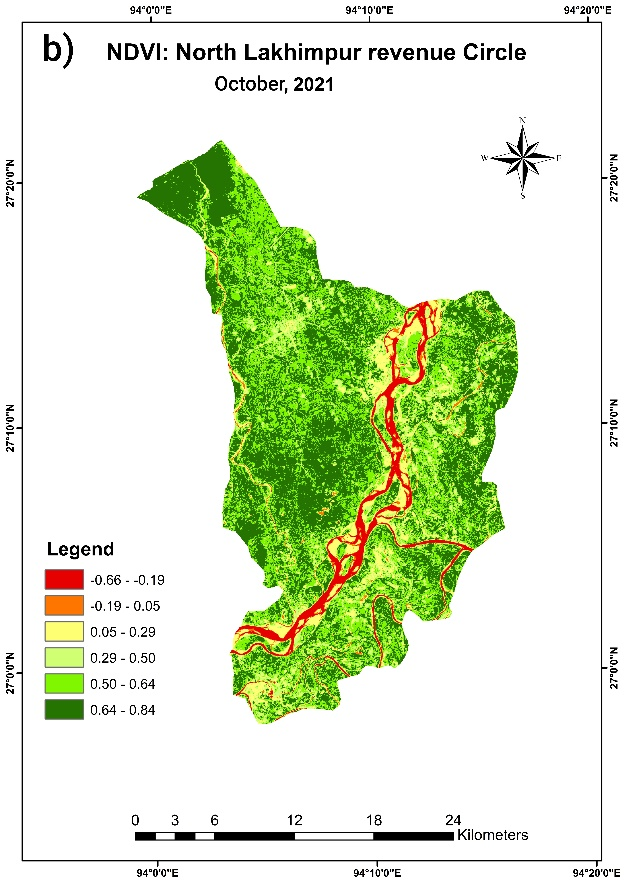 94°0'0"E 94°10'0"E 94°20'0"E
b) NDVI: North Lakhimpur revenue Circle
October, 2021
N
W E
S
27°20'0"N 27°20'0"N
27°10'0"N 27°10'0"N
Legend
-0.66 - -0.19
-0.19 - 0.05
0.05 - 0.29
0.29 - 0.50
0.50 - 0.64
0.64 - 0.84
27°0'0"N 27°0'0"N
0 3 6 12 18 24
Kilometers
94°0'0"E 94°10'0"E 94°20'0"E